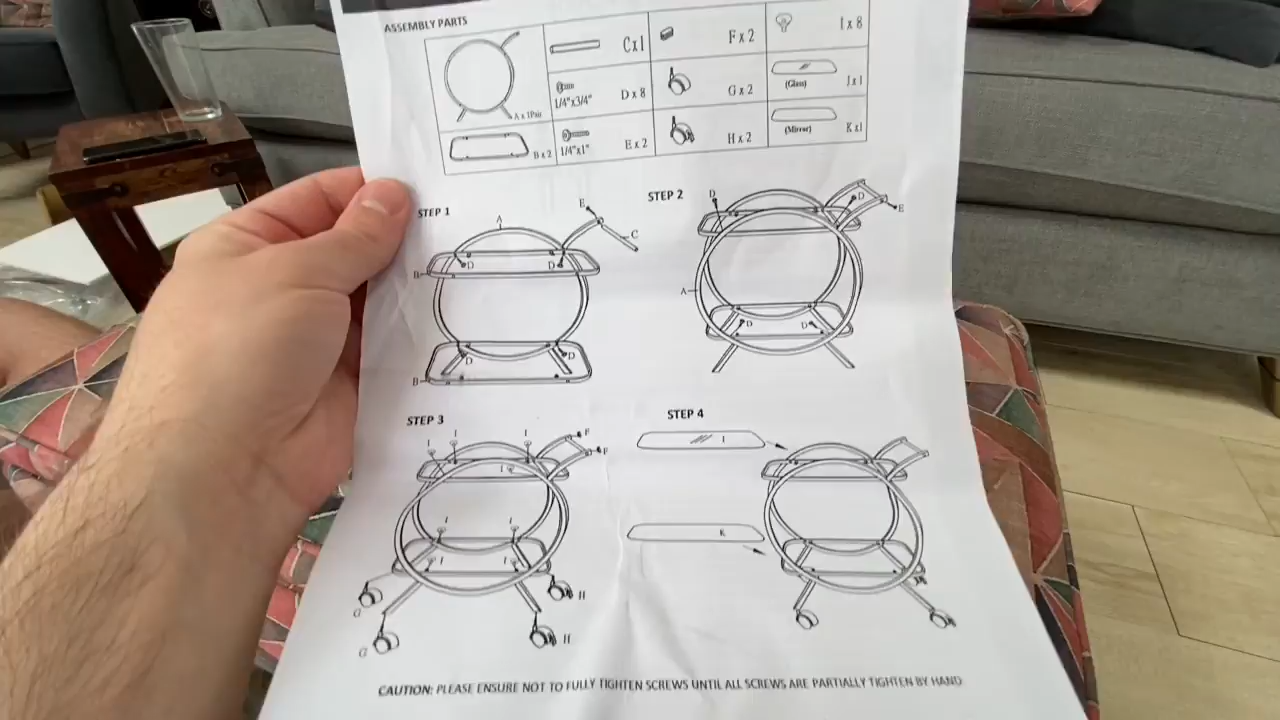 ASSEMBLY PARTS
A x 1Pair
B x 2
C x 1
1/4"x3/4" D x 8
1/4"x1" E x 2
F x 2
G x 2
H x 2
I x 8
(Glass) J x 1
(Mirror) K x 1
STEP 1
A
E
C
B
D
D
B
D
D
STEP 2
D
D
E
A
D
D
STEP 3
I
I
I
F
F
I
I
I
I
I
G
H
G
H
STEP 4
K
CAUTION: PLEASE ENSURE NOT TO FULLY TIGHTEN SCREWS UNTIL ALL SCREWS ARE PARTIALLY TIGHTEN BY HAND